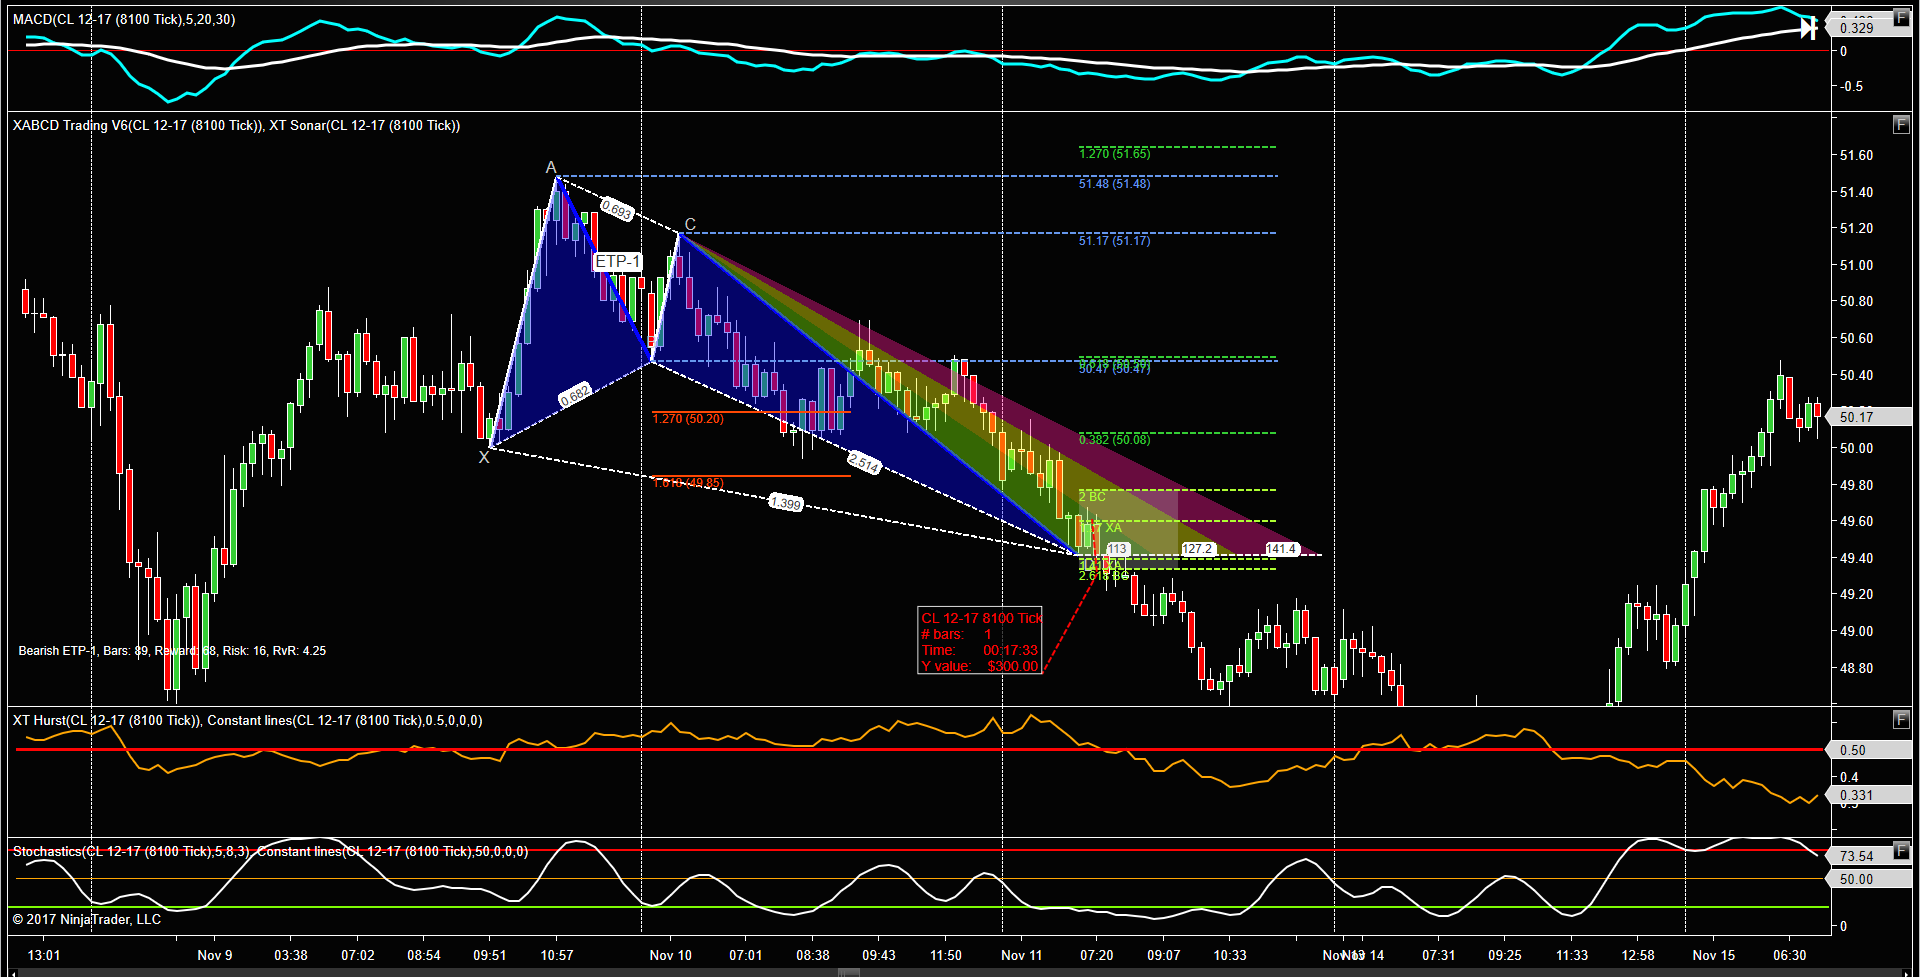 MACD(CL 12-17 (8100 Tick),5,20,30)
F
0.329
0
-0.5
XABCD Trading V6(CL 12-17 (8100 Tick)), XT Sonar(CL 12-17 (8100 Tick))
F
1.270 (51.65)
51.60
A
51.48 (51.48)
51.40
0.693
C
51.20
51.17 (51.17)
ETP-1
51.00
50.80
50.60
B
50.47 (50.47)
50.40
0.682
1.270 (50.20)
50.17
0.382 (50.08)
50.00
X
2.514
1.618 (49.85)
49.80
2 BC
1.399
XA
49.60
113
127.2
141.4
49.40
2.618 BC
49.20
CL 12-17 8100 Tick
# bars: 1
Time: 00:17:33
Y value: $300.00
49.00
Bearish ETP-1, Bars: 89, Reward: 68, Risk: 16, RvR: 4.25
48.80
XT Hurst(CL 12-17 (8100 Tick)), Constant lines(CL 12-17 (8100 Tick),0.5,0,0,0)
F
0.50
0.4
0.331
Stochastics(CL 12-17 (8100 Tick),5,8,3), Constant lines(CL 12-17 (8100 Tick),50,0,0,0)
F
73.54
50.00
© 2017 NinjaTrader, LLC
0
13:01 Nov 9 03:38 07:02 08:54 09:51 10:57 Nov 10 07:01 08:38 09:43 11:50 Nov 11 07:20 09:07 10:33 14 07:31 09:25 11:33 12:58 Nov 15 06:30